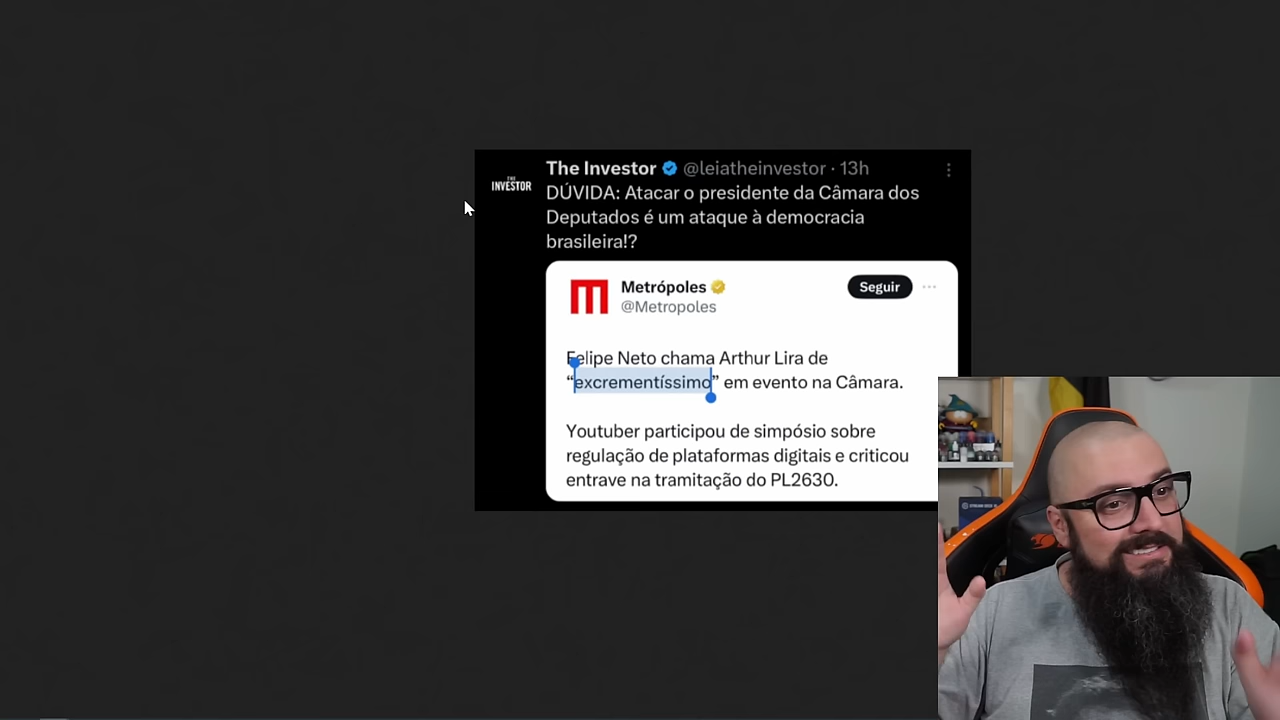 The Investor @leiatheinvestor · 13h
THE
INVESTOR
DÚVIDA: Atacar o presidente da Câmara dos
Deputados é um ataque à democracia
brasileira!?
Metrópoles
@Metropoles
Seguir
Felipe Neto chama Arthur Lira de
“excrementíssimo” em evento na Câmara.
Youtuber participou de simpósio sobre
regulação de plataformas digitais e criticou
entrave na tramitação do PL2630.